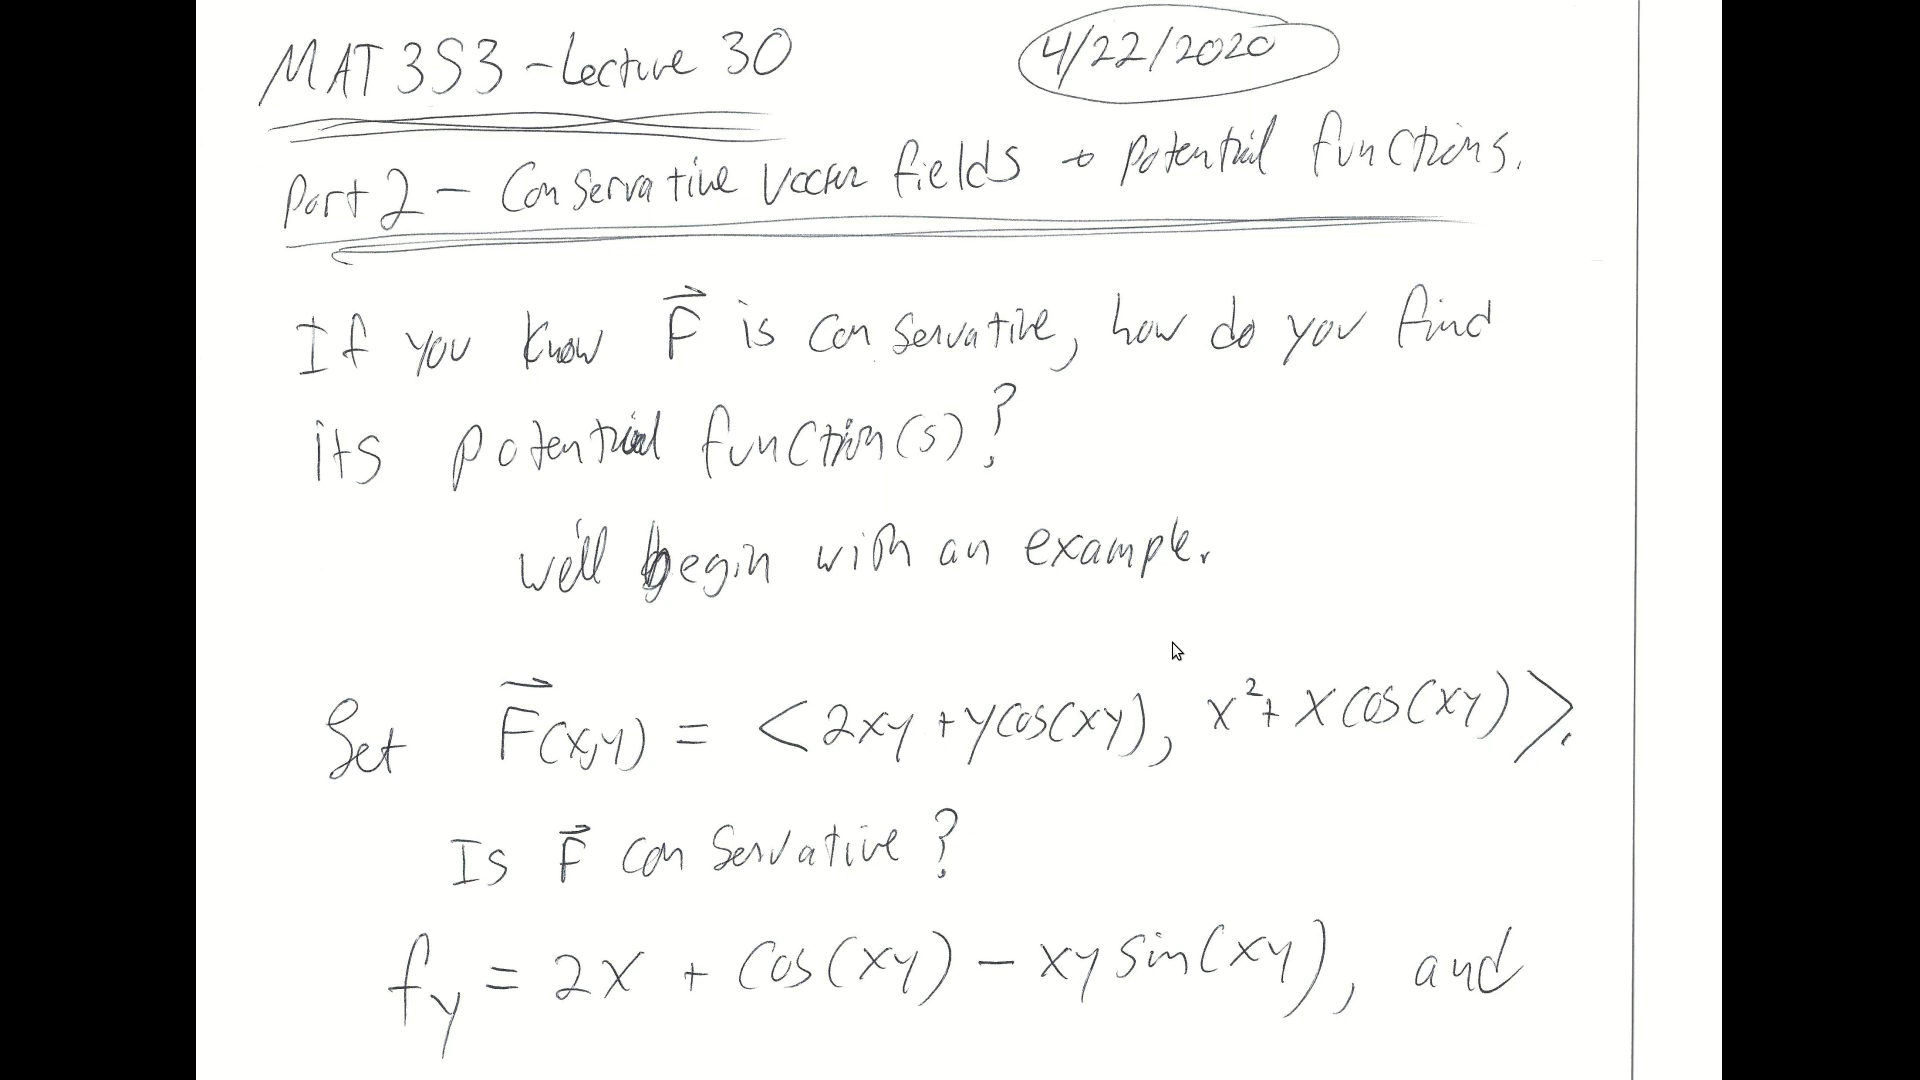 MAT 353 - Lecture 30
4/22/2020
Part 2 - Conservative vector fields + potential functions.
If you know F⃗ is conservative, how do you find
its potential function(s)?
we'll begin with an example.
Set F⃗(x,y) = <2xy + ycos(xy), x² + xcos(xy)>.
Is F⃗ conservative?
f_y = 2x + cos(xy) - xy sin(xy), and